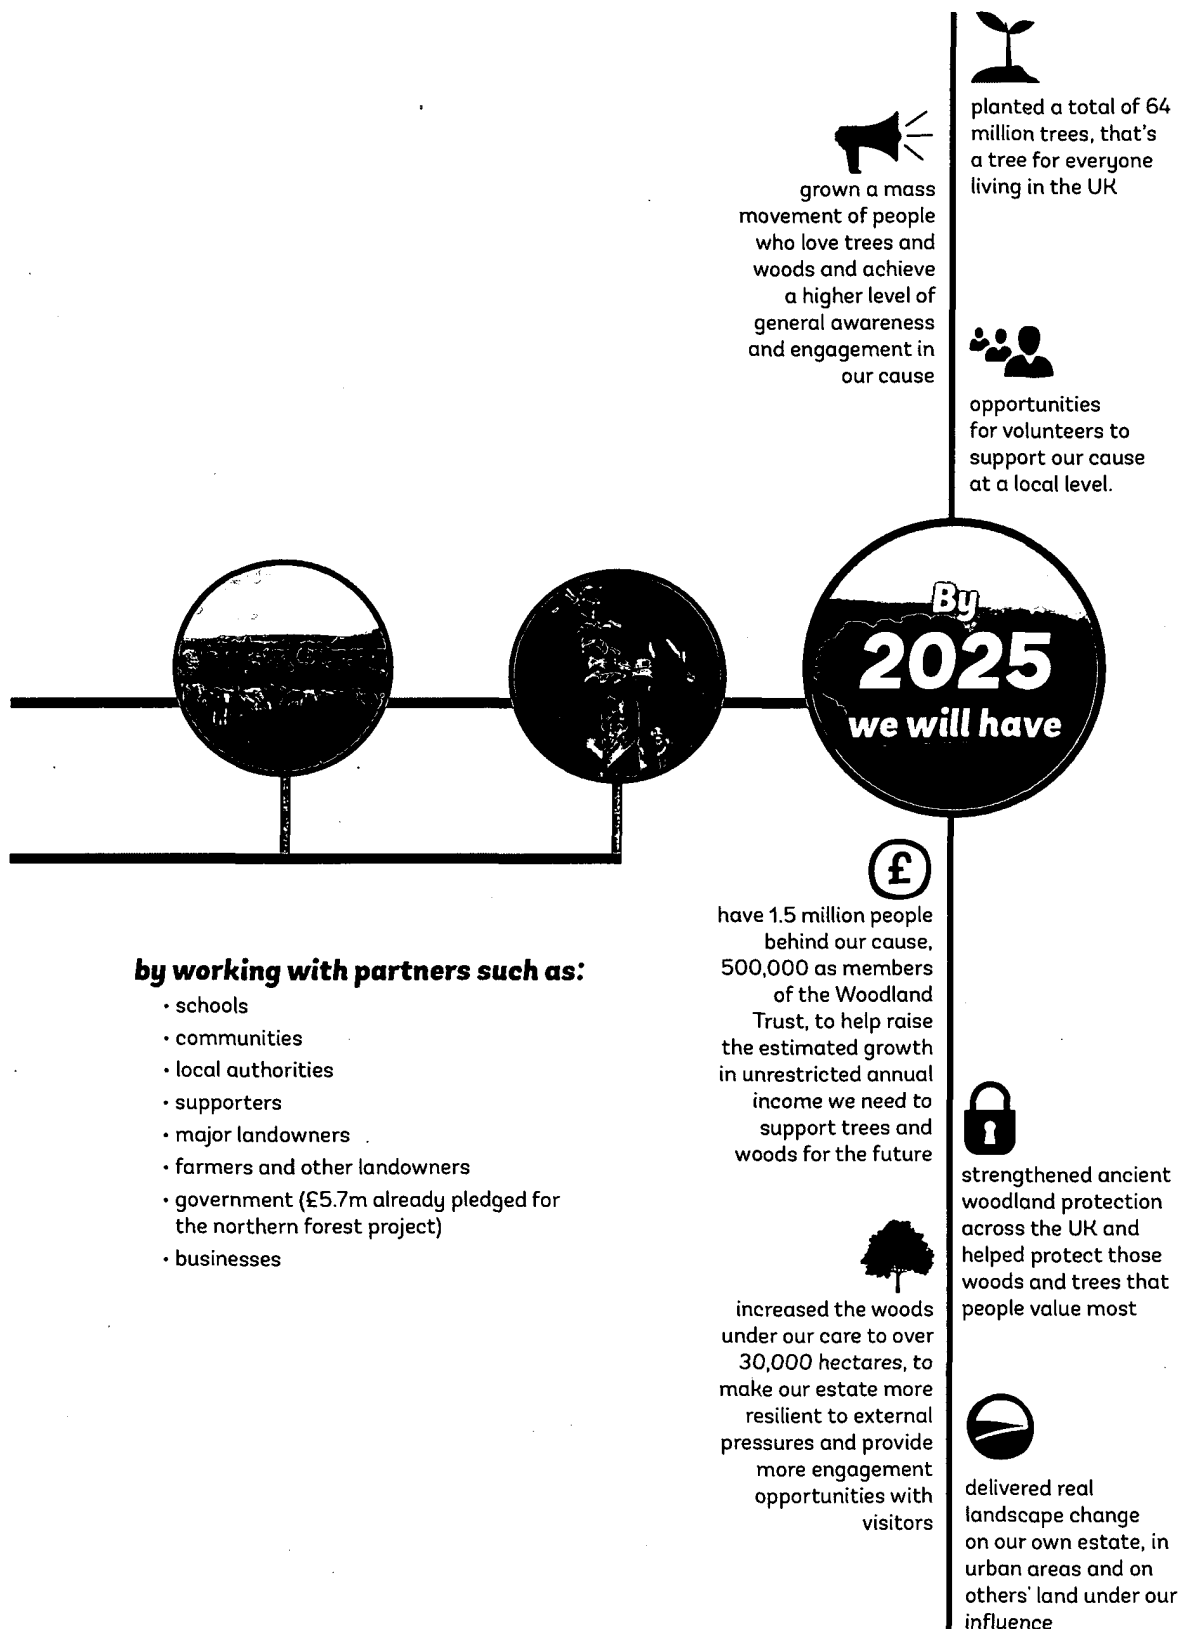 planted a total of 64
million trees, that's
a tree for everyone
living in the UK
grown a mass
movement of people
who love trees and
woods and achieve
a higher level of
general awareness
and engagement in
our cause
opportunities
for volunteers to
support our cause
at a local level.
By
2025
we will have
£
have 1.5 million people
behind our cause,
500,000 as members
of the Woodland
Trust, to help raise
the estimated growth
in unrestricted annual
income we need to
support trees and
woods for the future
by working with partners such as:
• schools
• communities
• local authorities
• supporters
• major landowners
• farmers and other landowners
• government (£5.7m already pledged for
the northern forest project)
• businesses
strengthened ancient
woodland protection
across the UK and
helped protect those
woods and trees that
people value most
increased the woods
under our care to over
30,000 hectares, to
make our estate more
resilient to external
pressures and provide
more engagement
opportunities with
visitors
delivered real
landscape change
on our own estate, in
urban areas and on
others' land under our
influence